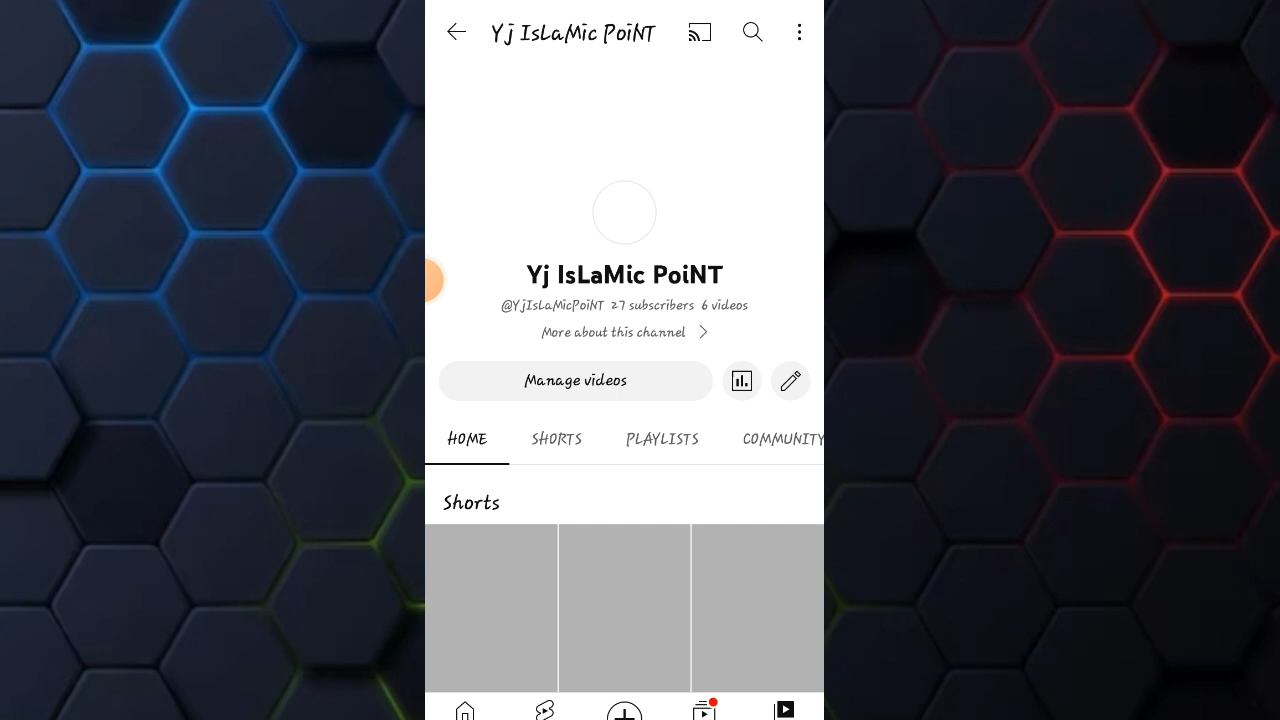 Yj IsLaMic PoiNT
Yj IsLaMic PoiNT
@YjIsLaMicPoiNT 27 subscribers 6 videos
More about this channel
Manage videos
HOME SHORTS PLAYLISTS COMMUNITY
Shorts